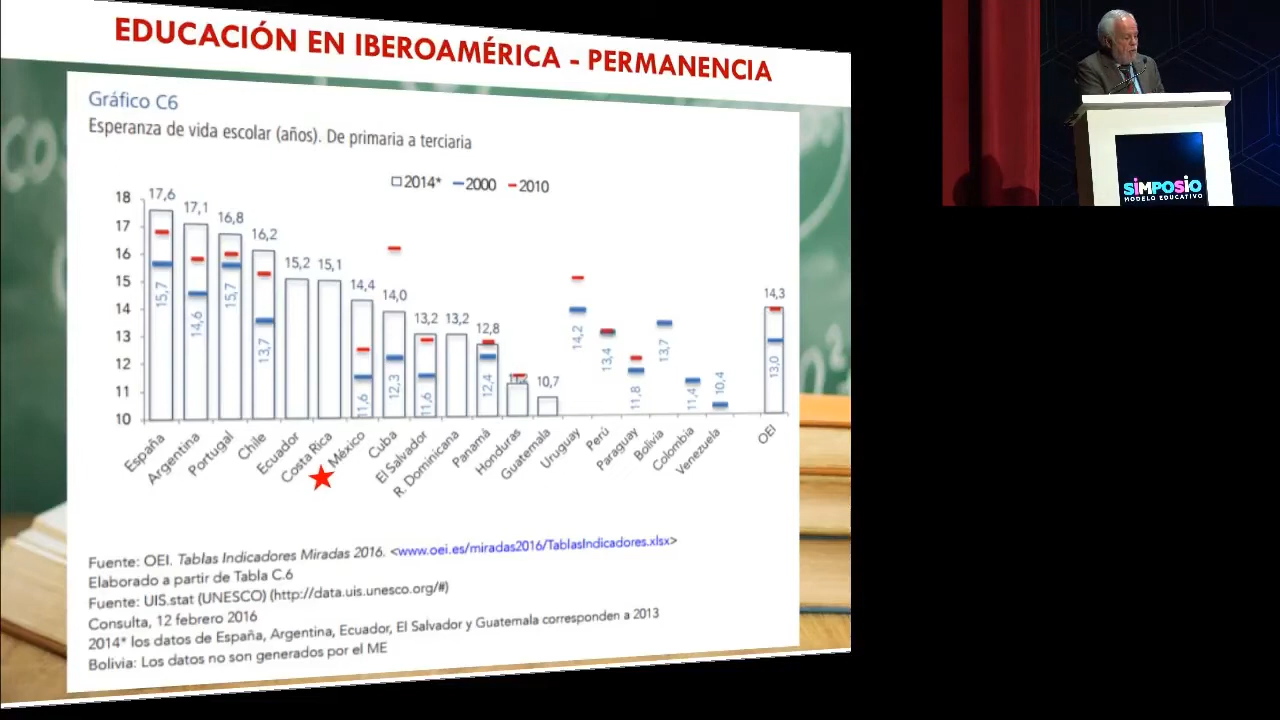 EDUCACIÓN EN IBEROAMÉRICA - PERMANENCIA
Gráfico C6
Esperanza de vida escolar (años). De primaria a terciaria
2014* 2000 2010
18
17
16
15
14
13
12
11
10
17,6
17,1
16,8
16,2
15,2
15,1
14,4
14,0
13,2
13,2
12,8
10,7
14,3
15,7
14,6
15,7
13,7
11,6
12,3
11,6
12,4
14,2
13,4
11,8
13,7
11,4
10,4
13,0
España
Argentina
Portugal
Chile
Ecuador
Costa Rica
México
Cuba
El Salvador
R. Dominicana
Panamá
Honduras
Guatemala
Uruguay
Perú
Paraguay
Bolivia
Colombia
Venezuela
OEI
Fuente: OEI. Tablas Indicadores Miradas 2016. <www.oei.es/miradas2016/TablasIndicadores.xlsx>
Elaborado a partir de Tabla C.6
Fuente: UIS.stat (UNESCO) (http://data.uis.unesco.org/#)
Consulta, 12 febrero 2016
2014* los datos de España, Argentina, Ecuador, El Salvador y Guatemala corresponden a 2013
Bolivia: Los datos no son generados por el ME
SiMPOSiO
MODELO EDUCATIVO